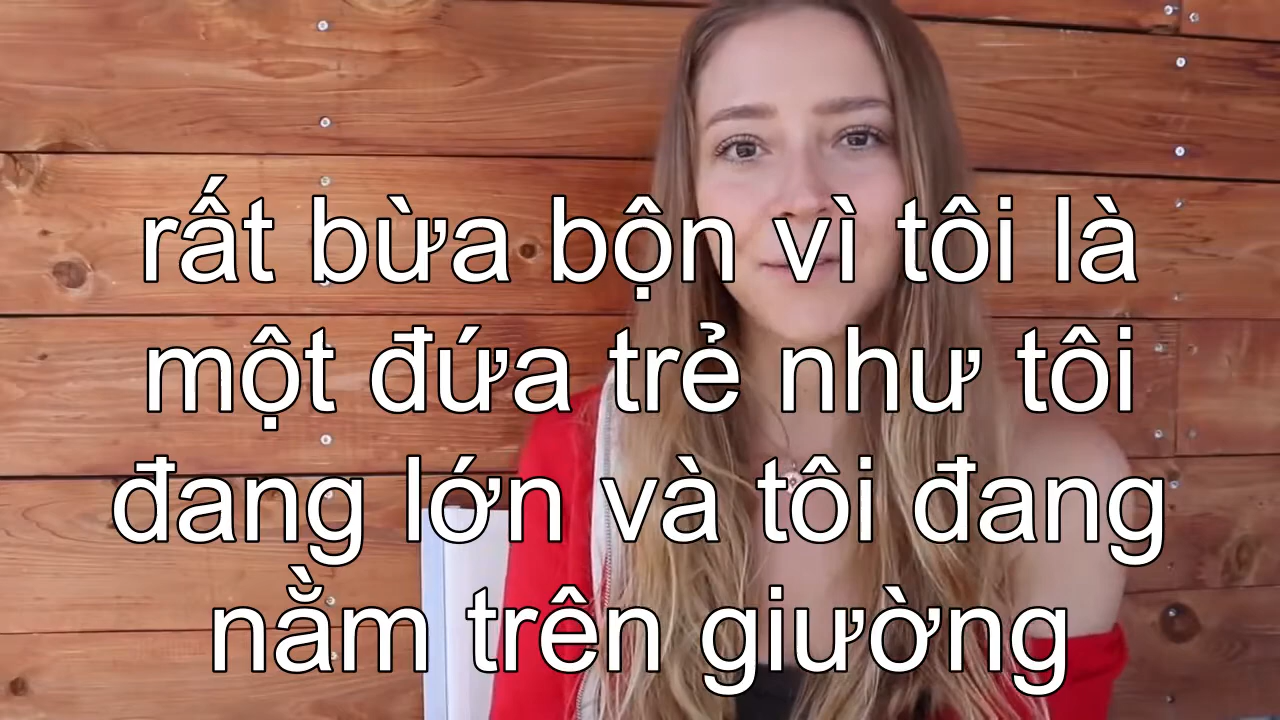 rất bừa bộn vì tôi là
một đứa trẻ như tôi
đang lớn và tôi đang
nằm trên giường